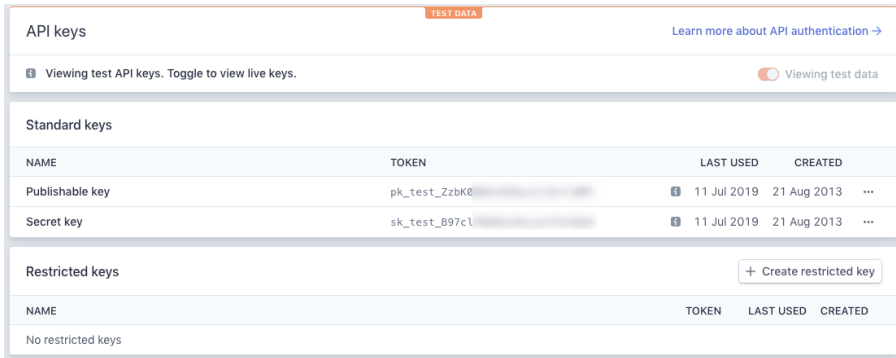 TEST DATA
API keys
Learn more about API authentication →
Viewing test API keys. Toggle to view live keys.
Viewing test data
Standard keys
NAME TOKEN LAST USED CREATED
Publishable key pk_test_ZzbK0 11 Jul 2019 21 Aug 2013 •••
Secret key sk_test_B97cl 11 Jul 2019 21 Aug 2013 •••
Restricted keys
+ Create restricted key
NAME TOKEN LAST USED CREATED
No restricted keys